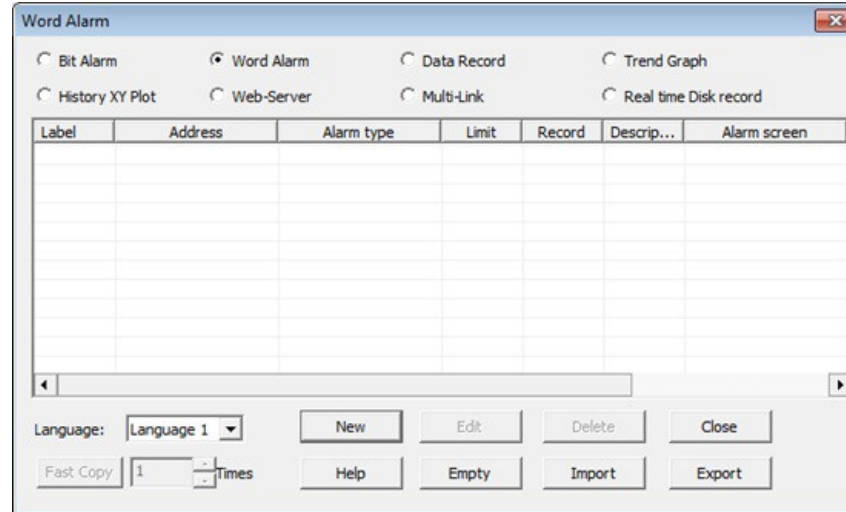 Word Alarm
Bit Alarm Word Alarm Data Record Trend Graph
History XY Plot Web-Server Multi-Link Real time Disk record
Label Address Alarm type Limit Record Descrip... Alarm screen
Language: Language 1 New Edit Delete Close
Fast Copy 1 Times Help Empty Import Export